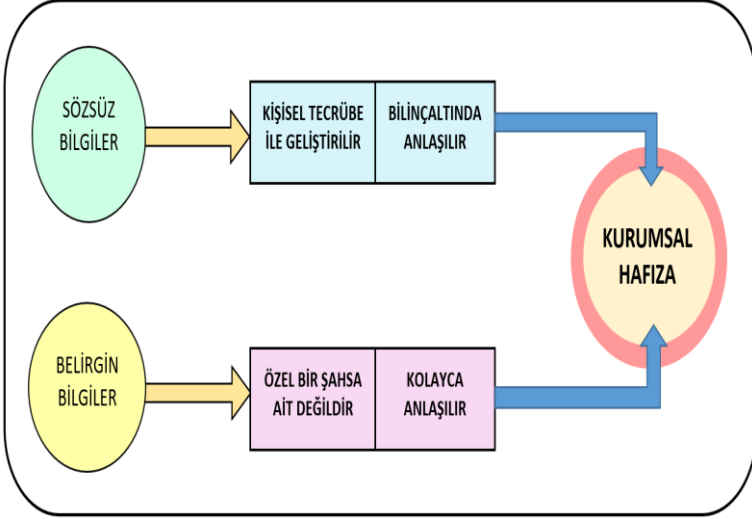 SÖZSÜZ
BİLGİLER
KİŞİSEL TECRÜBE
İLE GELİŞTİRİLİR
BİLİNÇALTINDA
ANLAŞILIR
KURUMSAL
HAFIZA
BELİRGİN
BİLGİLER
ÖZEL BİR ŞAHSA
AİT DEĞİLDİR
KOLAYCA
ANLAŞILIR